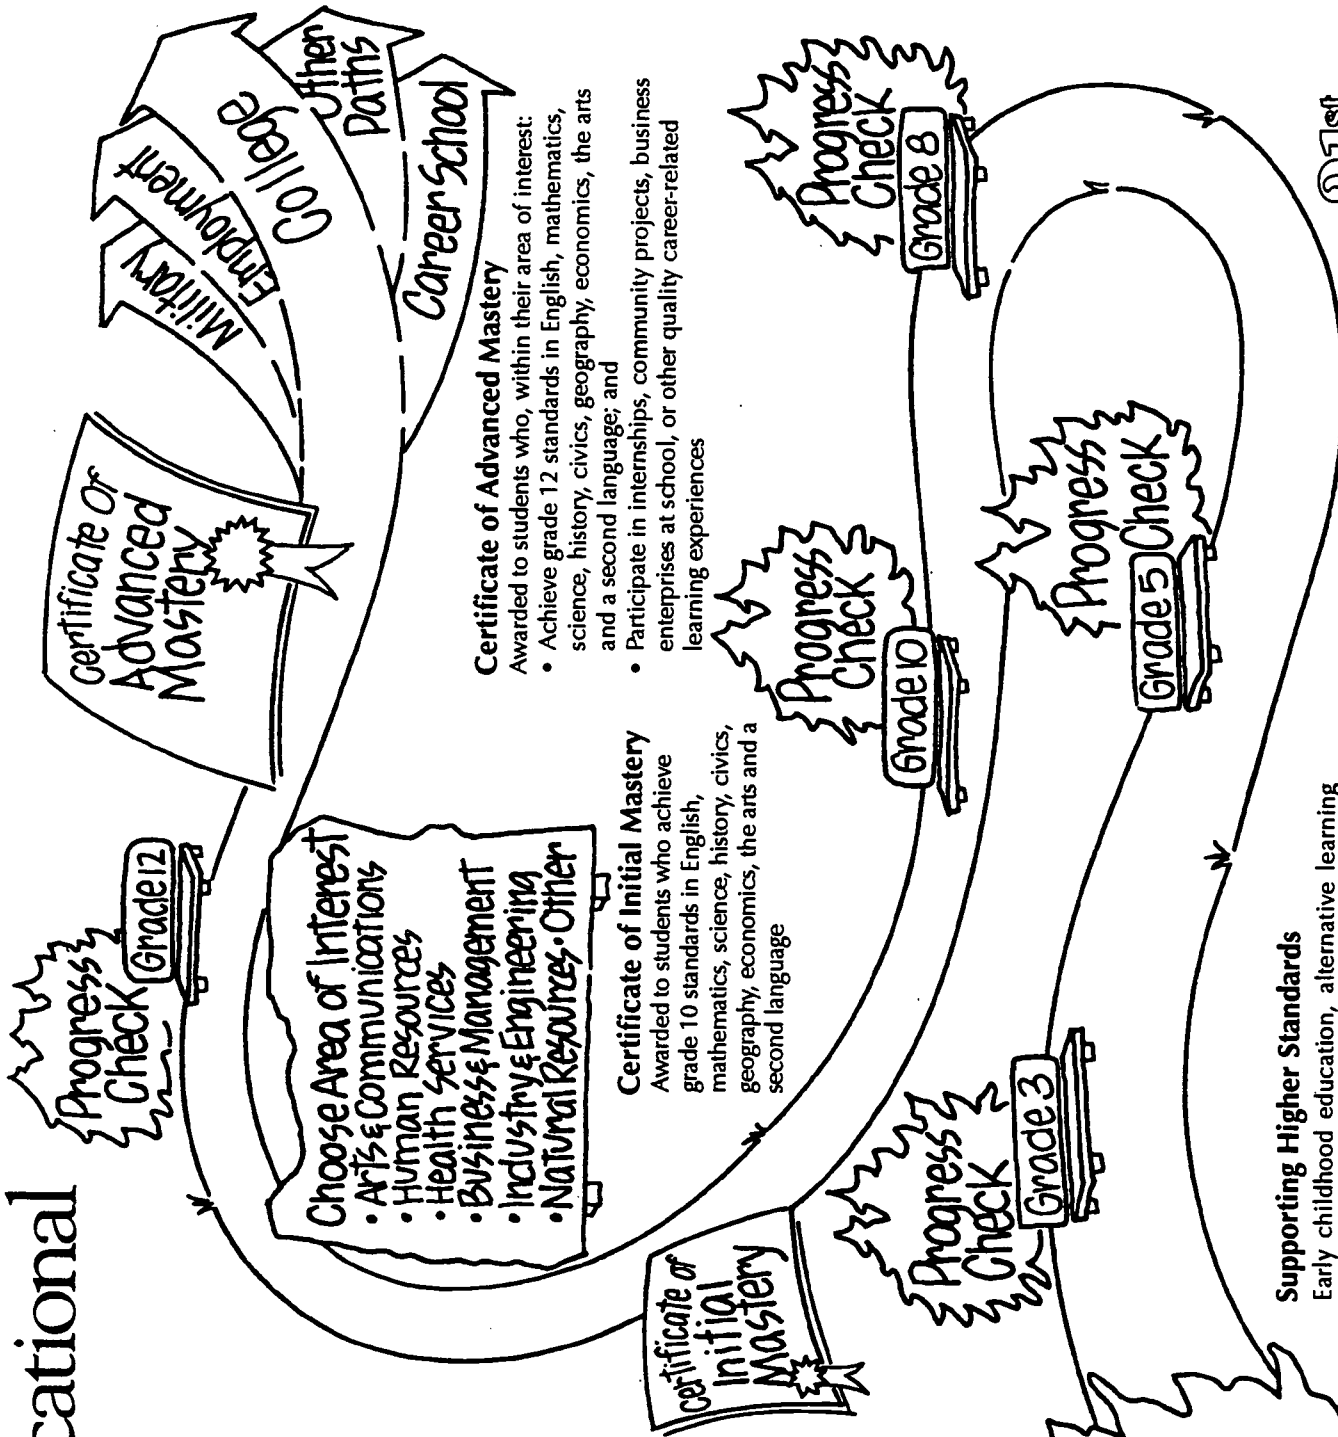 cational
Progress
Check
Grade 12
Certificate of
Advanced
Mastery
Military
Employment
College
Other
Paths
Career School
Choose Area of Interest
• Arts & Communications
• Human Resources
• Health Services
• Business & Management
• Industry & Engineering
• Natural Resources • Other
Certificate of Advanced Mastery
Awarded to students who, within their area of interest:
• Achieve grade 12 standards in English, mathematics,
science, history, civics, geography, economics, the arts
and a second language; and
• Participate in internships, community projects, business
enterprises at school, or other quality career-related
learning experiences
Certificate of Initial Mastery
Awarded to students who achieve
grade 10 standards in English,
mathematics, science, history, civics,
geography, economics, the arts and a
second language
Certificate of
Initial
Mastery
Progress
Check
Grade 10
Progress
Check
Grade 8
Progress
Check
Grade 3
Progress
Check
Grade 5
Supporting Higher Standards
Early childhood education, alternative learning